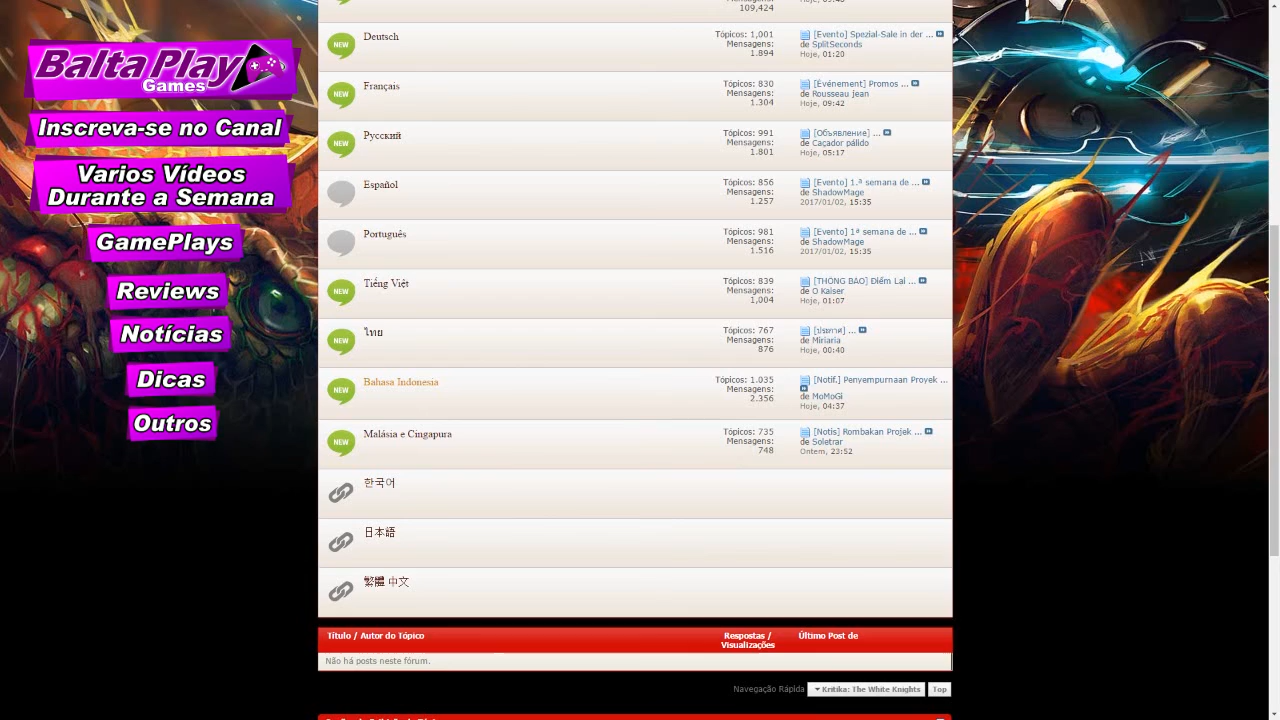 Balta Play
Games
Inscreva-se no Canal
Varios Vídeos
Durante a Semana
GamePlays
Reviews
Notícias
Dicas
Outros
109,424
NEW
Deutsch
Tópicos: 1,001
Mensagens:
1.894
[Evento] Spezial-Sale in der ...
de SplitSeconds
Hoje, 01:20
NEW
Français
Tópicos: 830
Mensagens:
1.304
[Événement] Promos ...
de Rousseau jean
Hoje, 09:42
NEW
Русский
Tópicos: 991
Mensagens:
1.801
[Объявление] ...
de Caçador pálido
Hoje, 05:17
Español
Tópicos: 856
Mensagens:
1.257
[Evento] 1.ª semana de ...
de ShadowMage
2017/01/02, 15:35
Português
Tópicos: 981
Mensagens:
1.516
[Evento] 1ª semana de ...
de ShadowMage
2017/01/02, 15:35
NEW
Tiếng Việt
Tópicos: 839
Mensagens:
1,004
[THÔNG BÁO] Điểm Lại ...
de O Kaiser
Hoje, 01:07
NEW
ไทย
Tópicos: 767
Mensagens:
876
[ประกาศ] ...
de Miriaria
Hoje, 00:40
NEW
Bahasa Indonesia
Tópicos: 1.035
Mensagens:
2.356
[Notif.] Penyempurnaan Proyek ...
de MoMoGi
Hoje, 04:37
NEW
Malásia e Cingapura
Tópicos: 735
Mensagens:
748
[Notis] Rombakan Projek ...
de Soletrar
Ontem, 23:52
한국어
日本語
繁體 中文
Título / Autor do Tópico
Respostas /
Visualizações
Último Post de
Não há posts neste fórum.
Navegação Rápida
Kritika: The White Knights
Top